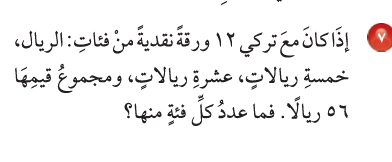 ٧ إذَا كانَ معَ تركي ١٢ ورقةً نقديةً منْ فئاتِ: الريال،
خمسةِ ريالاتٍ، عشرةِ ريالاتٍ، ومجموعُ قيمِهَا
٥٦ ريالًا. فما عددُ كلِّ فئةٍ منها؟